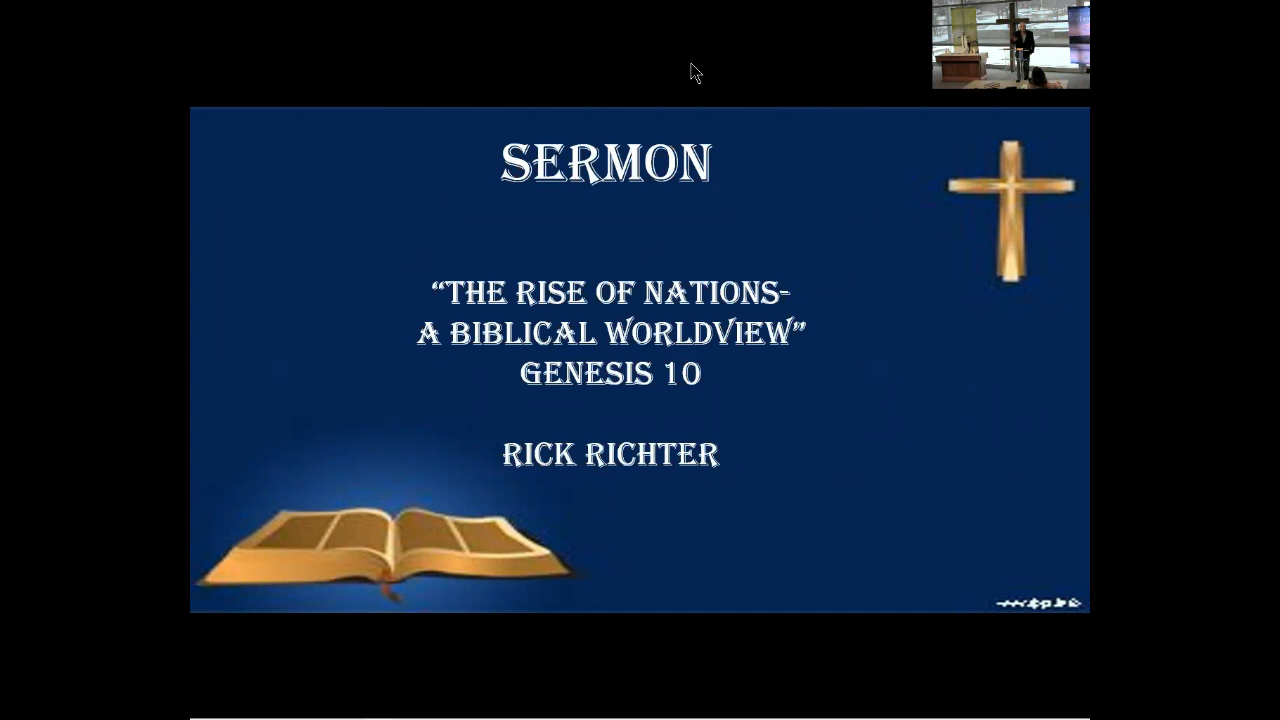 SERMON
“THE RISE OF NATIONS-
A BIBLICAL WORLDVIEW”
GENESIS 10
RICK RICHTER